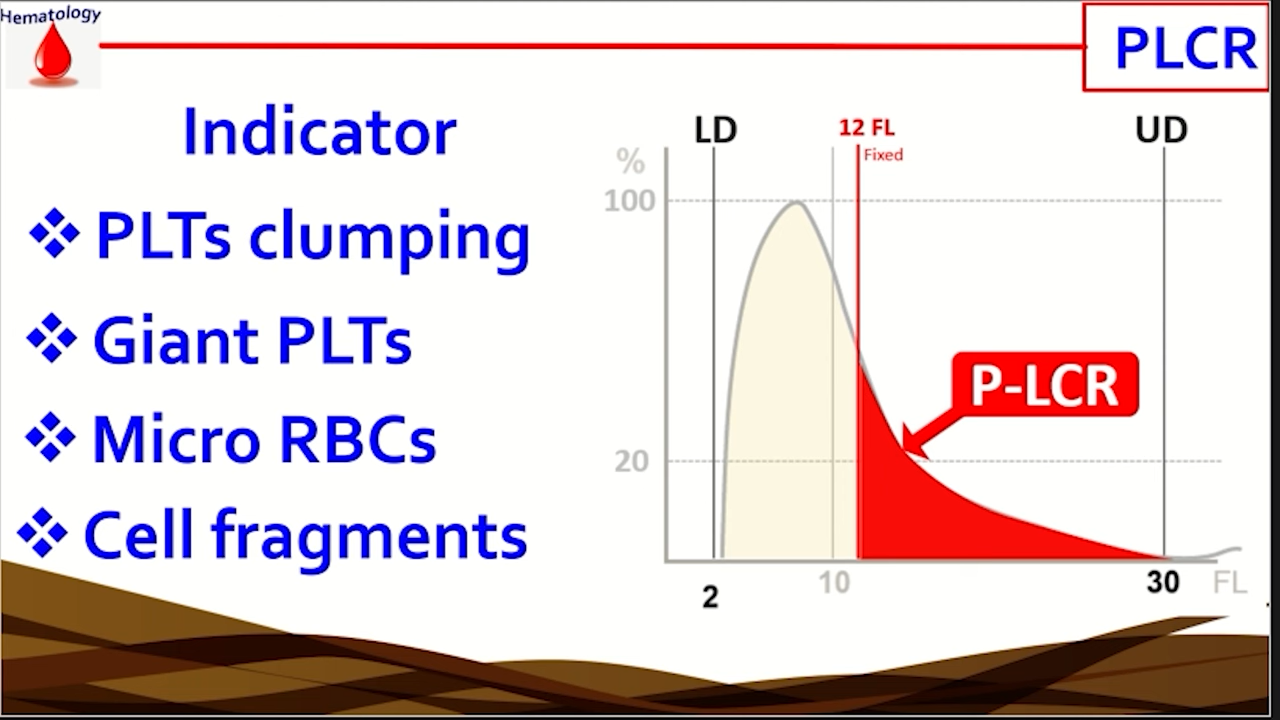 Hematology
PLCR
Indicator
PLTs clumping
Giant PLTs
Micro RBCs
Cell fragments
LD
12 FL
Fixed
UD
%
100
P-LCR
20
2
10
30
FL